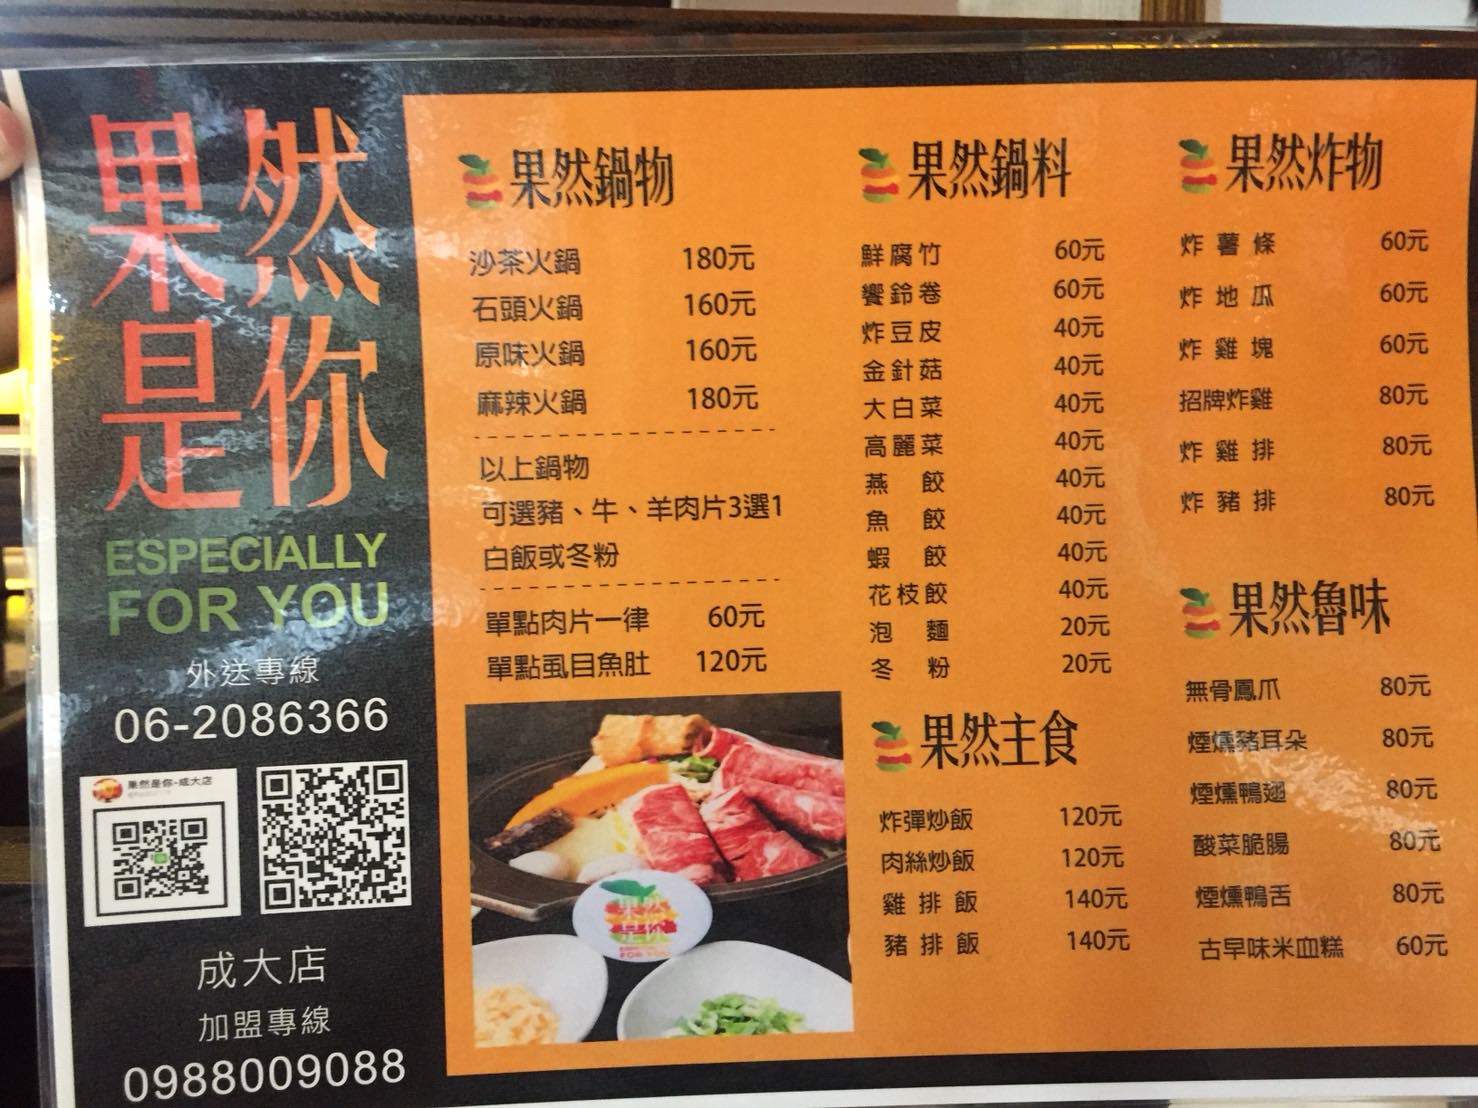 果然
是你
ESPECIALLY
FOR YOU
外送專線
06-2086366
果然是你-成大店
成大店
加盟專線
0988009088
果然鍋物
沙茶火鍋 180元
石頭火鍋 160元
原味火鍋 160元
麻辣火鍋 180元
以上鍋物
可選豬、牛、羊肉片3選1
白飯或冬粉
單點肉片一律 60元
單點虱目魚肚 120元
果然是你
ESPECIALLY
FOR YOU
果然鍋料
鮮腐竹 60元
饗鈴卷 60元
炸豆皮 40元
金針菇 40元
大白菜 40元
高麗菜 40元
燕餃 40元
魚餃 40元
蝦餃 40元
花枝餃 40元
泡麵 20元
冬粉 20元
果然主食
炸彈炒飯 120元
肉絲炒飯 120元
雞排飯 140元
豬排飯 140元
果然炸物
炸薯條 60元
炸地瓜 60元
炸雞塊 60元
招牌炸雞 80元
炸雞排 80元
炸豬排 80元
果然魯味
無骨鳳爪 80元
煙燻豬耳朵 80元
煙燻鴨翅 80元
酸菜脆腸 80元
煙燻鴨舌 80元
古早味米血糕 60元